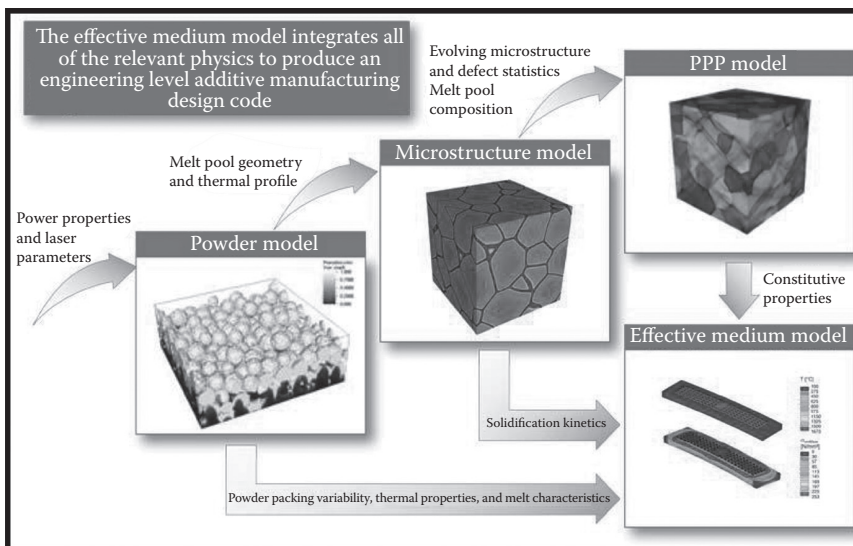 The effective medium model integrates all
of the relevant physics to produce an
engineering level additive manufacturing
design code
Evolving microstructure
and defect statistics
Melt pool
composition
PPP model
Melt pool geometry
and thermal profile
Microstructure model
Power properties
and laser
parameters
Powder model
Constitutive
properties
Effective medium model
T [°C]
Solidification kinetics
Powder packing variability, thermal properties, and melt characteristics